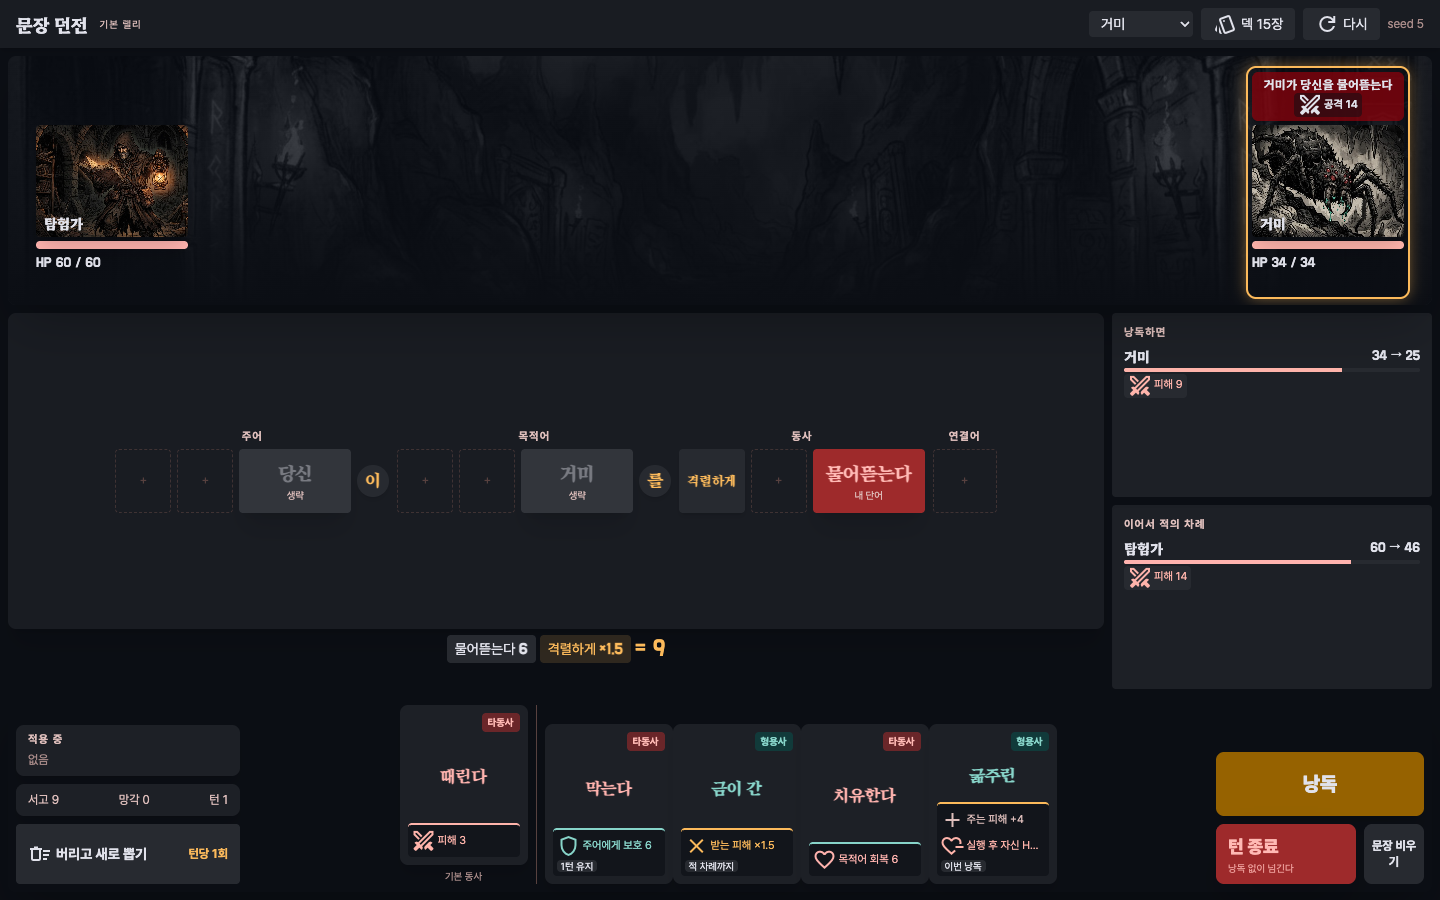 문장 던전 기본 랠리
거미
덱 15장
다시
seed 5
거미가 당신을 물어뜯는다
공격 14
탐험가
HP 60 / 60
거미
HP 34 / 34
주어 목적어 동사 연결어
+ + 당신 생략 이 + + 거미 생략 를 격렬하게 + 물어뜯는다 내 단어 +
물어뜯는다 6 격렬하게 ×1.5 = 9
낭독하면
거미 34 → 25
피해 9
이어서 적의 차례
탐험가 60 → 46
피해 14
적용 중
없음
서고 9 망각 0 턴 1
버리고 새로 뽑기 턴당 1회
타동사
때린다
피해 3
기본 동사
타동사
막는다
주어에게 보호 6
1턴 유지
형용사
금이 간
받는 피해 ×1.5
적 차례까지
타동사
치유한다
목적어 회복 6
형용사
굶주린
주는 피해 +4
실행 후 자신 H...
이번 낭독
낭독
턴 종료
낭독 없이 넘긴다
문장 비우
기